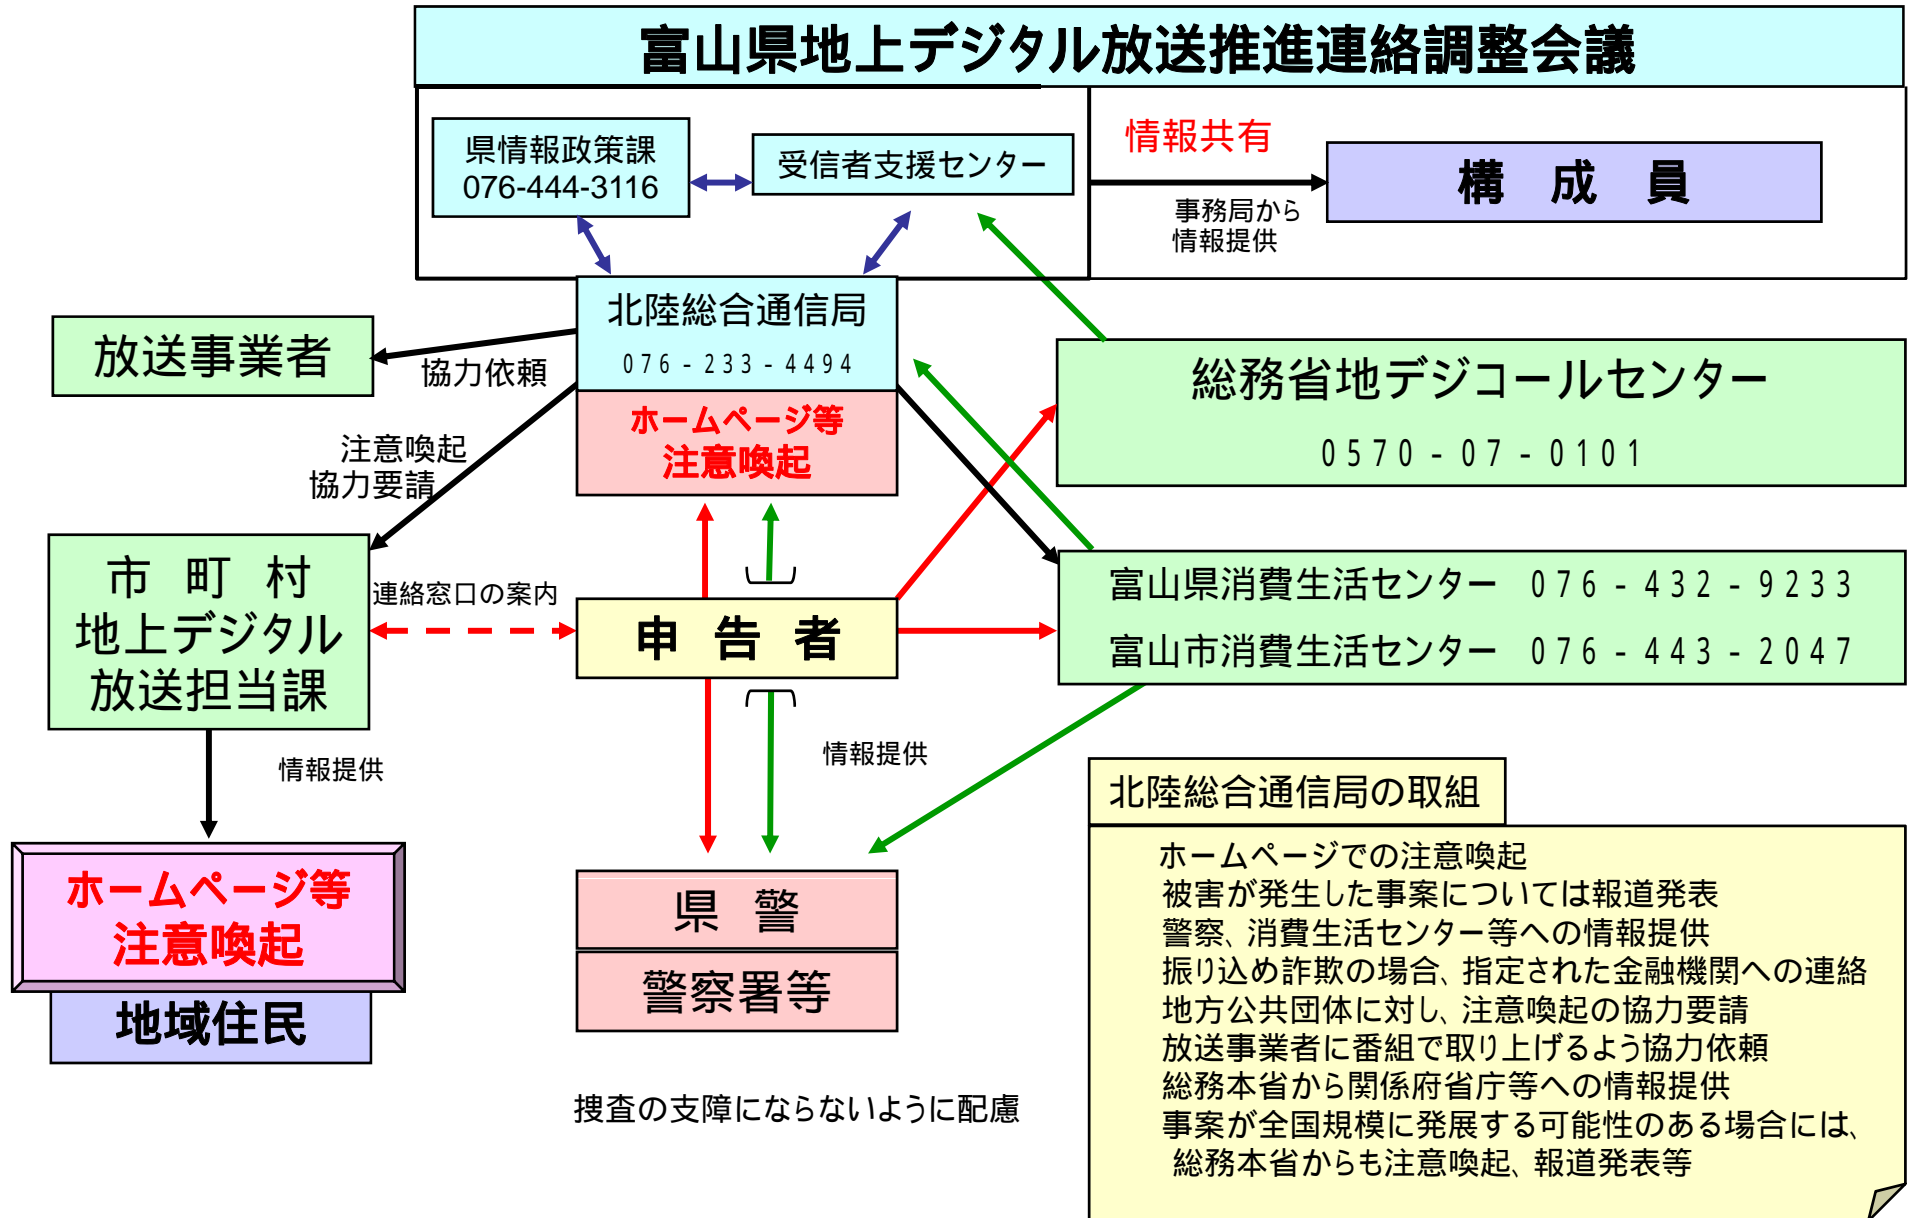 富山県地上デジタル放送推進連絡調整会議
県情報政策課
076-444-3116
受信者支援センター
情報共有
事務局から
情報提供
構 成 員
北陸総合通信局
076-233-4494
ホームページ等
注意喚起
放送事業者
協力依頼
注意喚起
協力要請
総務省地デジコールセンター
0570-07-0101
市 町 村
地上デジタル
放送担当課
連絡窓口の案内
申 告 者
富山県消費生活センター 076-432-9233
富山市消費生活センター 076-443-2047
情報提供
情報提供
ホームページ等
注意喚起
地域住民
県 警
警察署等
捜査の支障にならないように配慮
北陸総合通信局の取組
ホームページでの注意喚起
被害が発生した事案については報道発表
警察、消費生活センター等への情報提供
振り込め詐欺の場合、指定された金融機関への連絡
地方公共団体に対し、注意喚起の協力要請
放送事業者に番組で取り上げるよう協力依頼
総務本省から関係府省庁等への情報提供
事案が全国規模に発展する可能性のある場合には、
総務本省からも注意喚起、報道発表等